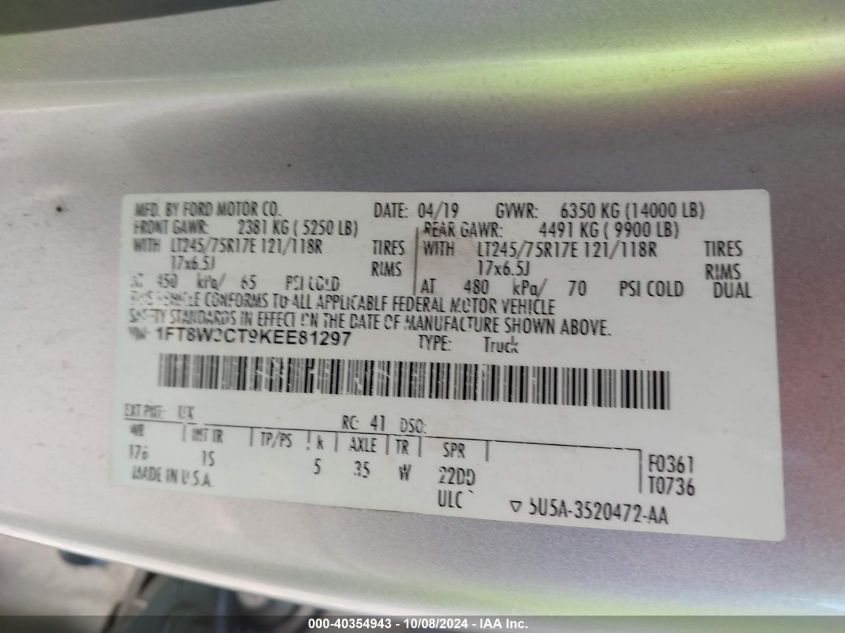 MFD. BY FORD MOTOR CO. DATE: 04/19 GVWR: 6350 KG (14000 LB)
FRONT GAWR: 2381 KG ( 5250 LB) REAR GAWR: 4491 KG ( 9900 LB)
WITH LT245/75R17E 121/118R TIRES WITH LT245/75R17E 121/118R TIRES
17x6.5J RIMS 17x6.5J RIMS
AT 450 kPa/ 65 PSI COLD AT 480 kPa/ 70 PSI COLD DUAL
THIS VEHICLE CONFORMS TO ALL APPLICABLE FEDERAL MOTOR VEHICLE
SAFETY STANDARDS IN EFFECT ON THE DATE OF MANUFACTURE SHOWN ABOVE.
VIN: 1FT8W3CT9KEE81297 TYPE: Truck
EXT PNT: UX RC: 41 DSO:
WB INT TR TP/PS AXLE TR SPR F0361
176 15 5 35 W 22DD T0736
MADE IN U.S.A. ULC 5U5A-3520472-AA
000-40354943 - 10/08/2024 - IAA Inc.